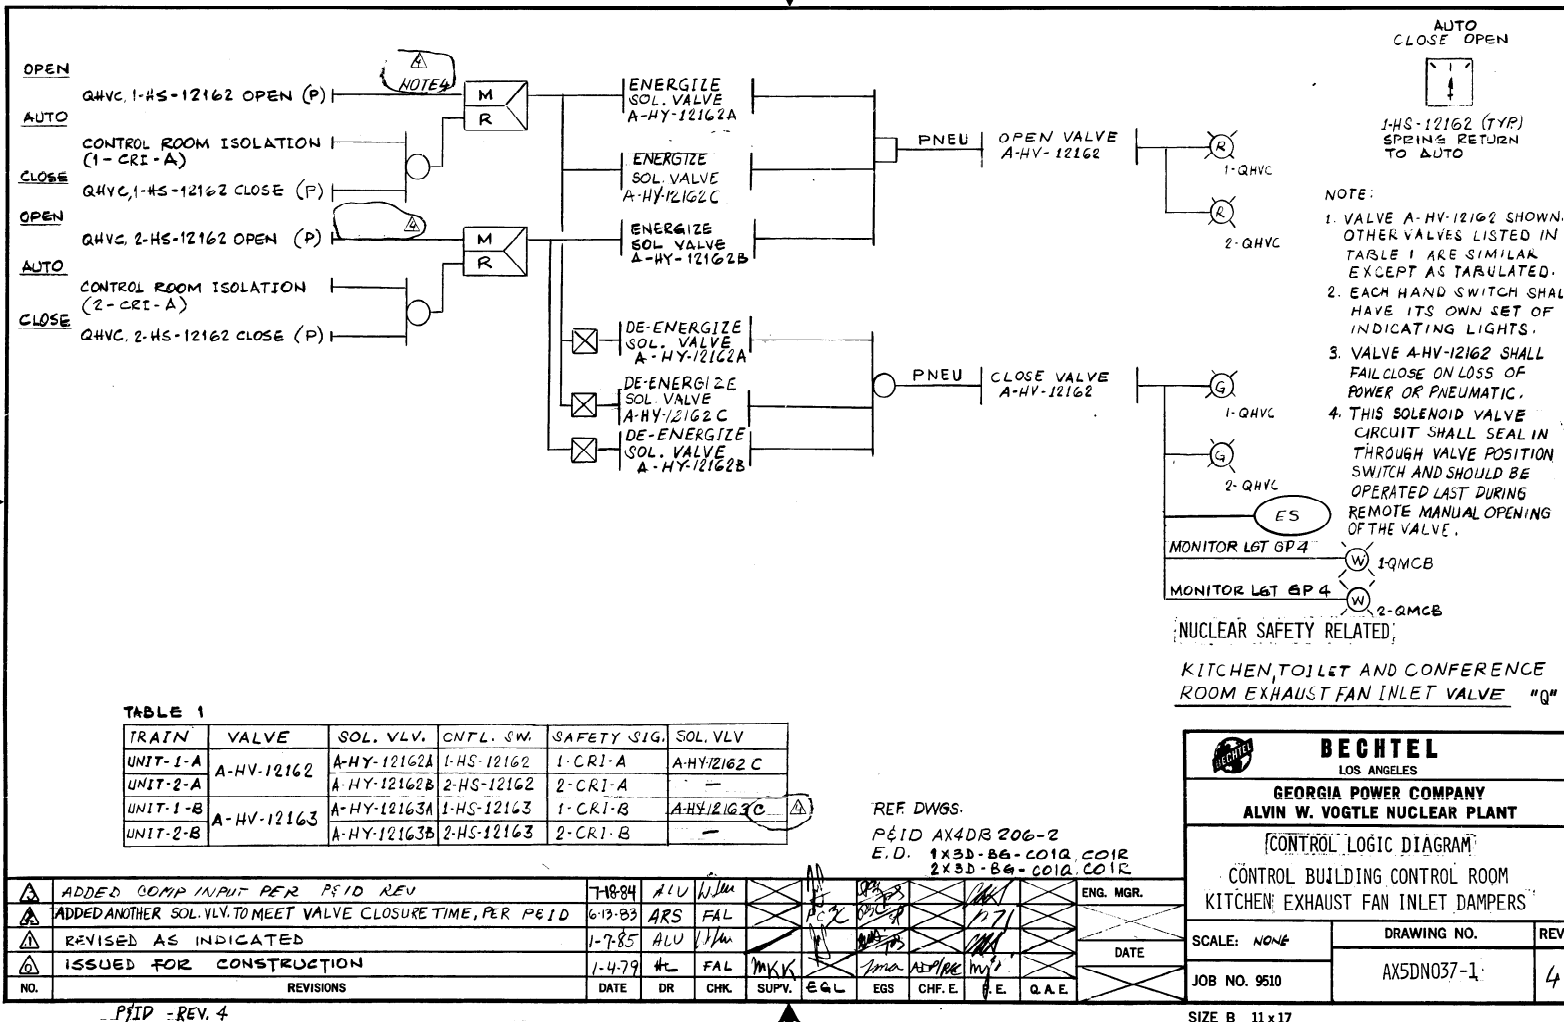 OPEN
QHVC, 1-HS-12162 OPEN (P)
4
NOTE4
AUTO
CONTROL ROOM ISOLATION
(1-CRI-A)
CLOSE
QHVC, 1-HS-12162 CLOSE (P)
M
R
OPEN
QHVC, 2-HS-12162 OPEN (P)
4
AUTO
CONTROL ROOM ISOLATION
(2-CRI-A)
CLOSE
QHVC, 2-HS-12162 CLOSE (P)
M
R
ENERGIZE
SOL. VALVE
A-HY-12162A
ENERGIZE
SOL. VALVE
A-HY-12162C
ENERGIZE
SOL VALVE
A-HY-12162B
DE-ENERGIZE
SOL. VALVE
A-HY-12162A
DE-ENERGIZE
SOL. VALVE
A-HY-12162C
DE-ENERGIZE
SOL. VALVE
A-HY-12162B
PNEU
OPEN VALVE
A-HV-12162
R
1-QHVC
R
2-QHVC
PNEU
CLOSE VALVE
A-HV-12162
G
1-QHVC
G
2-QHVC
ES
MONITOR LGT GP4
W
1-QMCB
MONITOR LGT GP 4
W
2-QMCB
AUTO
CLOSE OPEN
1-HS-12162 (TYP.)
SPRING RETURN
TO AUTO
NOTE:
1. VALVE A-HV-12162 SHOWN.
OTHER VALVES LISTED IN
TABLE 1 ARE SIMILAR
EXCEPT AS TABULATED.
2. EACH HAND SWITCH SHAL
HAVE ITS OWN SET OF
INDICATING LIGHTS.
3. VALVE A-HV-12162 SHALL
FAIL CLOSE ON LOSS OF
POWER OR PNEUMATIC.
4. THIS SOLENOID VALVE
CIRCUIT SHALL SEAL IN
THROUGH VALVE POSITION
SWITCH AND SHOULD BE
OPERATED LAST DURING
REMOTE MANUAL OPENING
OF THE VALVE.
NUCLEAR SAFETY RELATED
KITCHEN, TOILET AND CONFERENCE
ROOM EXHAUST FAN INLET VALVE "Q"
TABLE 1
TRAIN VALVE SOL. VLV. CNTL. SW. SAFETY SIG. SOL. VLV
UNIT-1-A A-HV-12162 A-HY-12162A 1-HS-12162 1-CRI-A A-HY-12162 C
UNIT-2-A A-HY-12162B 2-HS-12162 2-CRI-A —
UNIT-1-B A-HV-12163 A-HY-12163A 1-HS-12163 1-CRI-B A-HY-12163C
UNIT-2-B A-HY-12163B 2-HS-12163 2-CRI-B —
REF. DWGS.
P&ID AX4DB 206-2
E.D. 1X3D-BG-C01Q, C01R
2X3D-BG-C01Q, C01R
ADDED COMP INPUT PER P&ID REV 7-18-84 ALU
ADDED ANOTHER SOL. VLV. TO MEET VALVE CLOSURE TIME, PER P&ID 6-13-83 ARS FAL
1 REVISED AS INDICATED 1-7-85 ALU
0 ISSUED FOR CONSTRUCTION 1-4-79 HL FAL MKK
NO. REVISIONS DATE DR CHK. SUPV. EGL EGS CHF. E. P.E. Q.A.E.
ENG. MGR.
DATE
BECHTEL
BECHTEL
LOS ANGELES
GEORGIA POWER COMPANY
ALVIN W. VOGTLE NUCLEAR PLANT
CONTROL LOGIC DIAGRAM
CONTROL BUILDING CONTROL ROOM
KITCHEN EXHAUST FAN INLET DAMPERS
SCALE: NONE
DRAWING NO.
REV
JOB NO. 9510
AX5DN037-1
4
P&ID -REV. 4
SIZE B 11 x 17